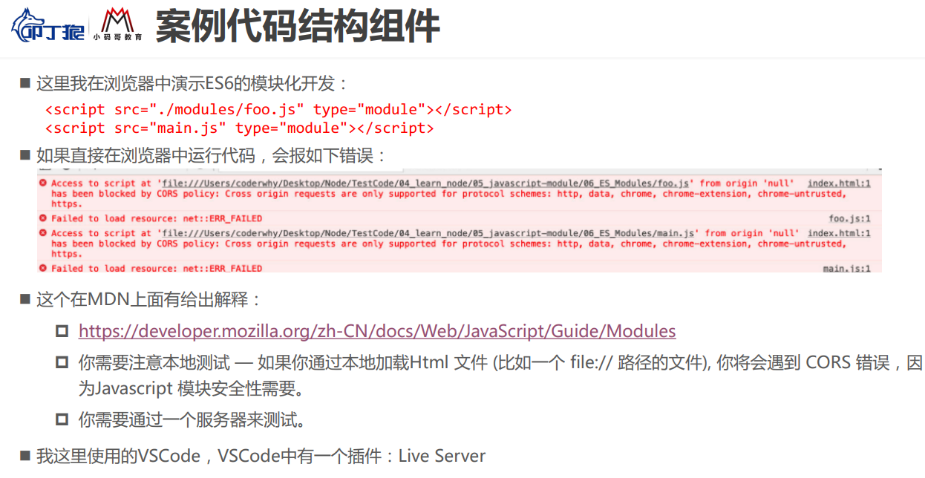 叩丁狼 小码哥教育 案例代码结构组件
■ 这里我在浏览器中演示ES6的模块化开发：
<script src="./modules/foo.js" type="module"></script>
<script src="main.js" type="module"></script>
■ 如果直接在浏览器中运行代码，会报如下错误：
Access to script at 'file:///Users/coderwhy/Desktop/Node/TestCode/04_learn_node/05_javascript-module/06_ES_Modules/foo.js' from origin 'null' index.html:1
has been blocked by CORS policy: Cross origin requests are only supported for protocol schemes: http, data, chrome, chrome-extension, chrome-untrusted,
https.
Failed to load resource: net::ERR_FAILED foo.js:1
Access to script at 'file:///Users/coderwhy/Desktop/Node/TestCode/04_learn_node/05_javascript-module/06_ES_Modules/main.js' from origin 'null' index.html:1
has been blocked by CORS policy: Cross origin requests are only supported for protocol schemes: http, data, chrome, chrome-extension, chrome-untrusted,
https.
Failed to load resource: net::ERR_FAILED main.js:1
■ 这个在MDN上面有给出解释：
https://developer.mozilla.org/zh-CN/docs/Web/JavaScript/Guide/Modules
你需要注意本地测试 — 如果你通过本地加载Html 文件 (比如一个 file:// 路径的文件), 你将会遇到 CORS 错误，因
为Javascript 模块安全性需要。
你需要通过一个服务器来测试。
■ 我这里使用的VSCode，VSCode中有一个插件：Live Server